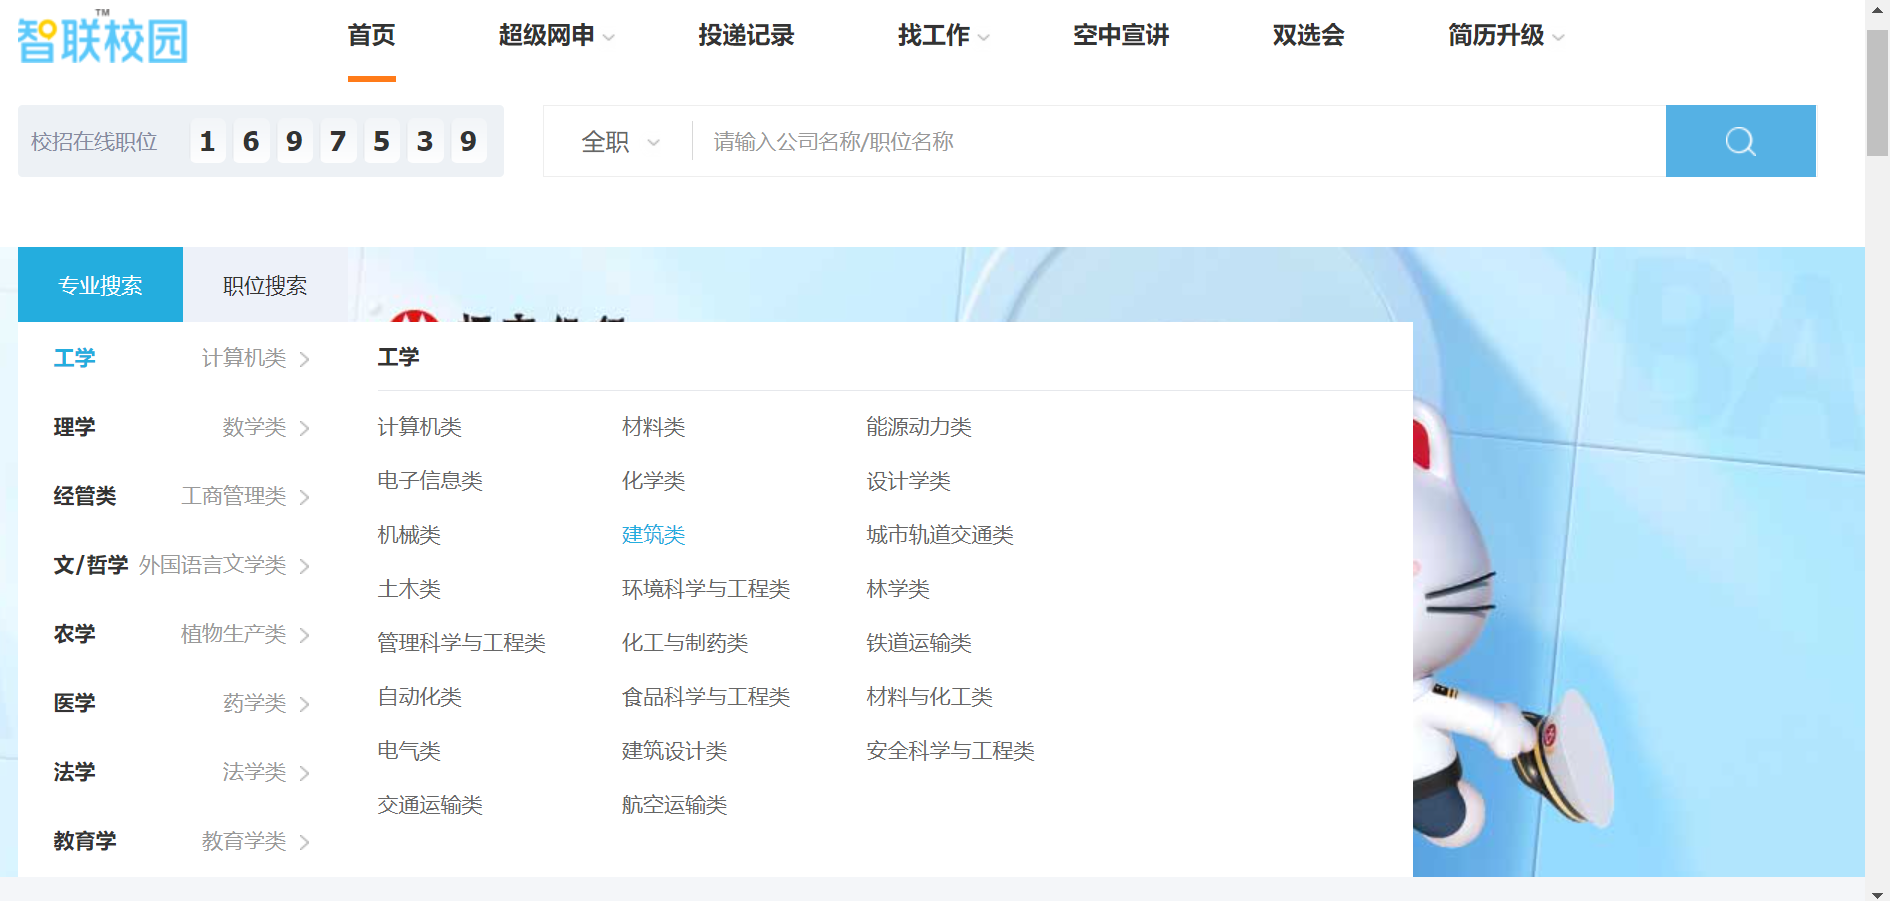 智联校园™
首页 超级网申 投递记录 找工作 空中宣讲 双选会 简历升级
校招在线职位 1 6 9 7 5 3 9 全职 请输入公司名称/职位名称
专业搜索 职位搜索
工学 计算机类
理学 数学类
经管类 工商管理类
文/哲学 外国语言文学类
农学 植物生产类
医学 药学类
法学 法学类
教育学 教育学类
工学
计算机类 材料类 能源动力类
电子信息类 化学类 设计学类
机械类 建筑类 城市轨道交通类
土木类 环境科学与工程类 林学类
管理科学与工程类 化工与制药类 铁道运输类
自动化类 食品科学与工程类 材料与化工类
电气类 建筑设计类 安全科学与工程类
交通运输类 航空运输类
BA